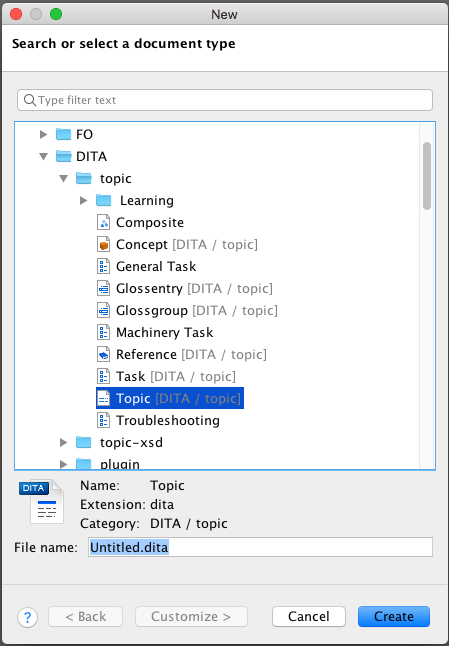 New
Search or select a document type
Type filter text
FO
DITA
topic
Learning
Composite
Concept [DITA / topic]
General Task
Glossentry [DITA / topic]
Glossgroup [DITA / topic]
Machinery Task
Reference [DITA / topic]
Task [DITA / topic]
Topic [DITA / topic]
Troubleshooting
topic-xsd
plugin
DITA
Name: Topic
Extension: dita
Category: DITA / topic
File name: Untitled.dita
? < Back Customize > Cancel Create